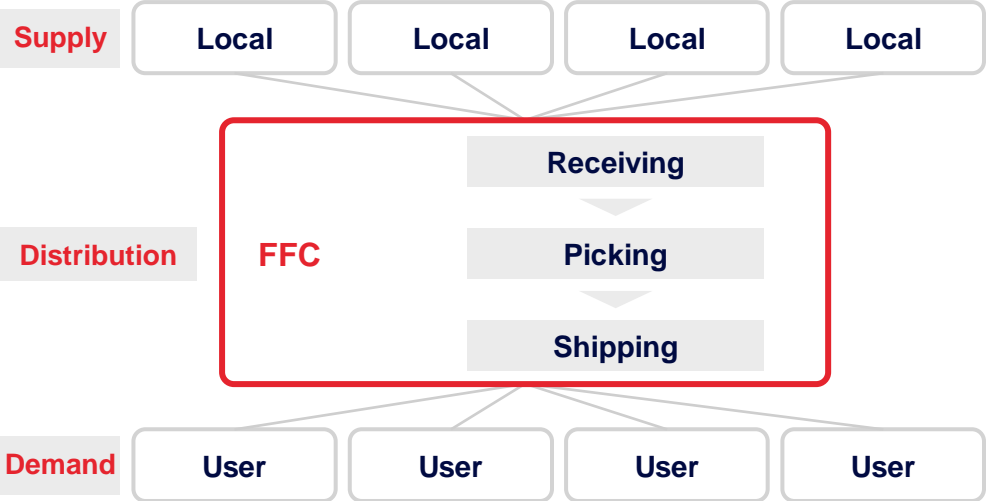 Supply
Local
Local
Local
Local
Receiving
Distribution
FFC
Picking
Shipping
Demand
User
User
User
User